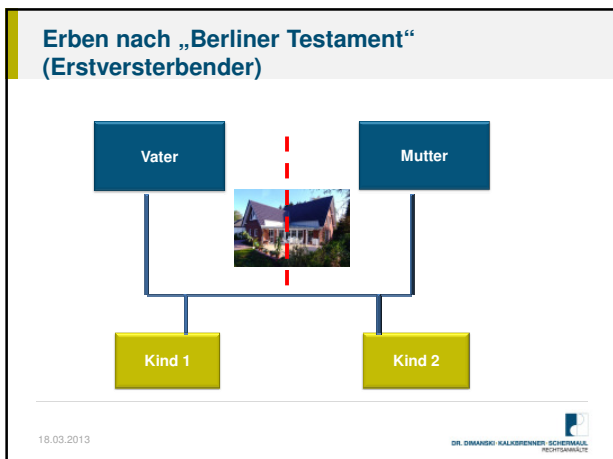 Erben nach „Berliner Testament“
(Erstversterbender)
Vater
Mutter
Kind 1
Kind 2
18.03.2013
DR. DIMANSKI·KALKBRENNER·SCHERMAUL
RECHTSANWÄLTE